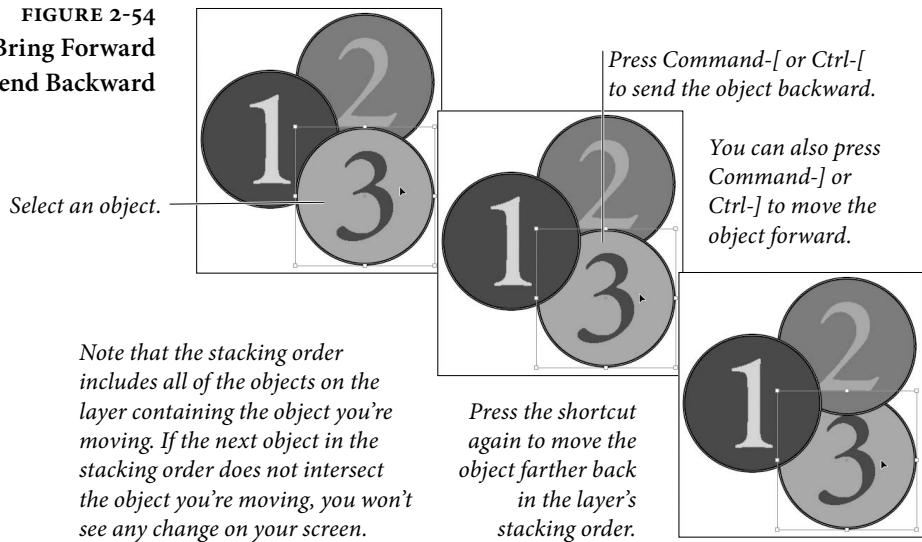 FIGURE 2-54
Bring Forward
end Backward
Select an object.
1
2
3
Press Command-[ or Ctrl-[
to send the object backward.
1
2
3
You can also press
Command-] or
Ctrl-] to move the
object forward.
Note that the stacking order
includes all of the objects on the
layer containing the object you’re
moving. If the next object in the
stacking order does not intersect
the object you’re moving, you won’t
see any change on your screen.
Press the shortcut
again to move the
object farther back
in the layer’s
stacking order.
1
2
3